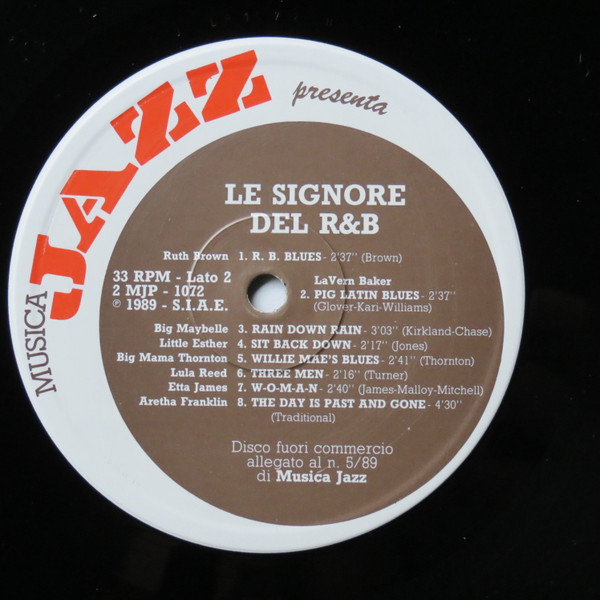 MUSICA JAZZ presenta
LE SIGNORE
DEL R&B
Ruth Brown 1. R. B. BLUES - 2'37'' (Brown)
33 RPM - Lato 2
2 MJP - 1072
℗ 1989 - S.I.A.E.
LaVern Baker
2. PIG LATIN BLUES - 2'37''
(Glover-Kari-Williams)
Big Maybelle 3. RAIN DOWN RAIN - 3'03'' (Kirkland-Chase)
Little Esther 4. SIT BACK DOWN - 2'17'' (Jones)
Big Mama Thornton 5. WILLIE MAE'S BLUES - 2'41'' (Thornton)
Lula Reed 6. THREE MEN - 2'16'' (Turner)
Etta James 7. W-O-M-A-N - 2'40'' (James-Malloy-Mitchell)
Aretha Franklin 8. THE DAY IS PAST AND GONE - 4'30''
(Traditional)
Disco fuori commercio
allegato al n. 5/89
di Musica Jazz